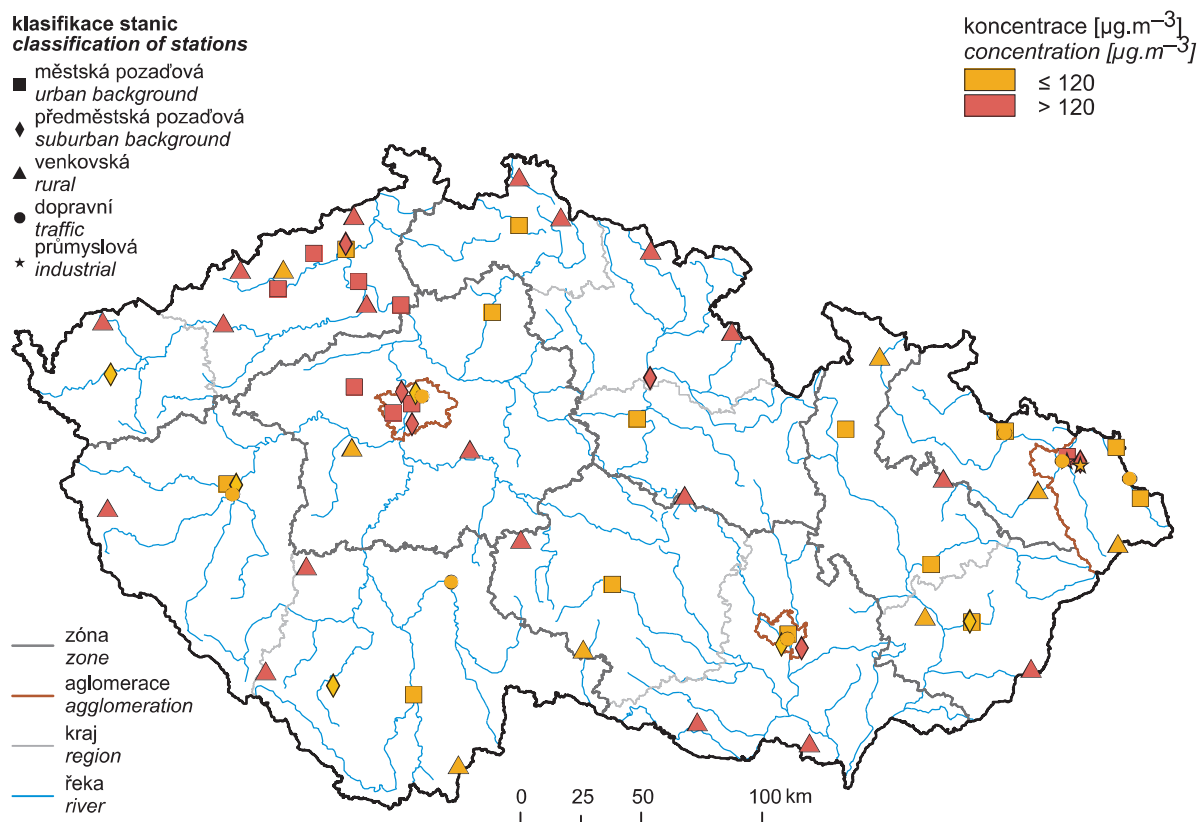 klasifikace stanic
classification of stations
městská pozaďová
urban background
předměstská pozaďová
suburban background
venkovská
rural
dopravní
traffic
průmyslová
industrial
koncentrace [µg.m–3]
concentration [µg.m–3]
≤ 120
> 120
zóna
zone
aglomerace
agglomeration
kraj
region
řeka
river
0 25 50 100 km